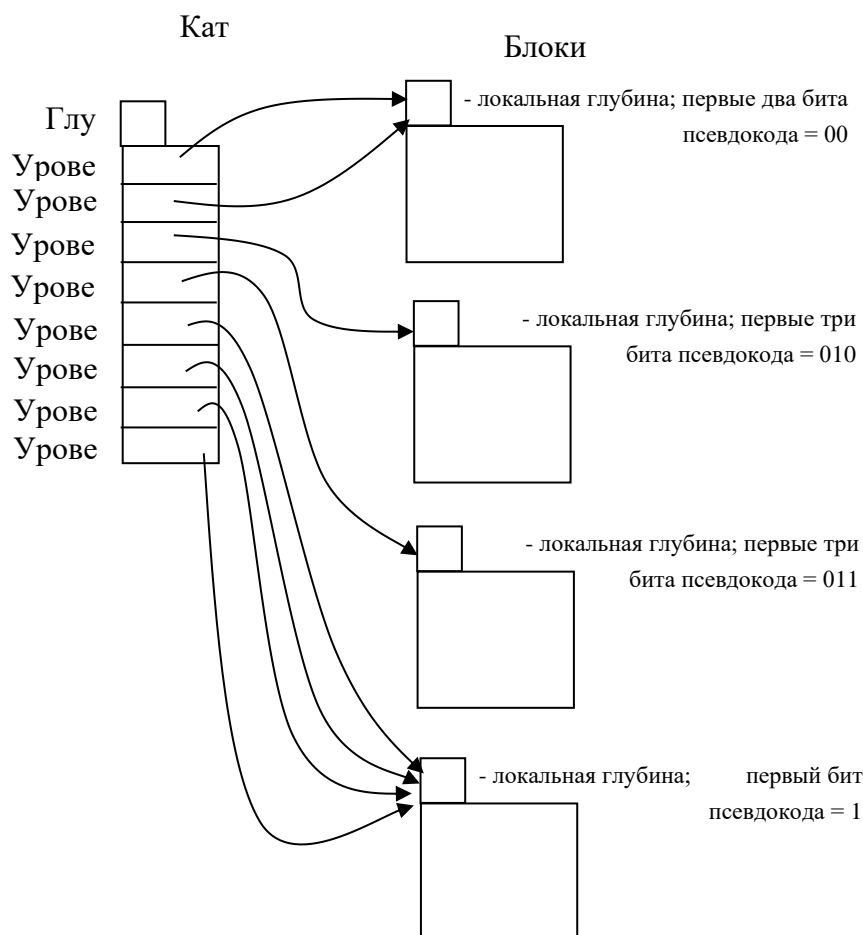 Кат
Блоки
Глу
Урове
Урове
Урове
Урове
Урове
Урове
Урове
Урове
- локальная глубина; первые два бита
псевдокода = 00
- локальная глубина; первые три
бита псевдокода = 010
- локальная глубина; первые три
бита псевдокода = 011
- локальная глубина; первый бит
псевдокода = 1